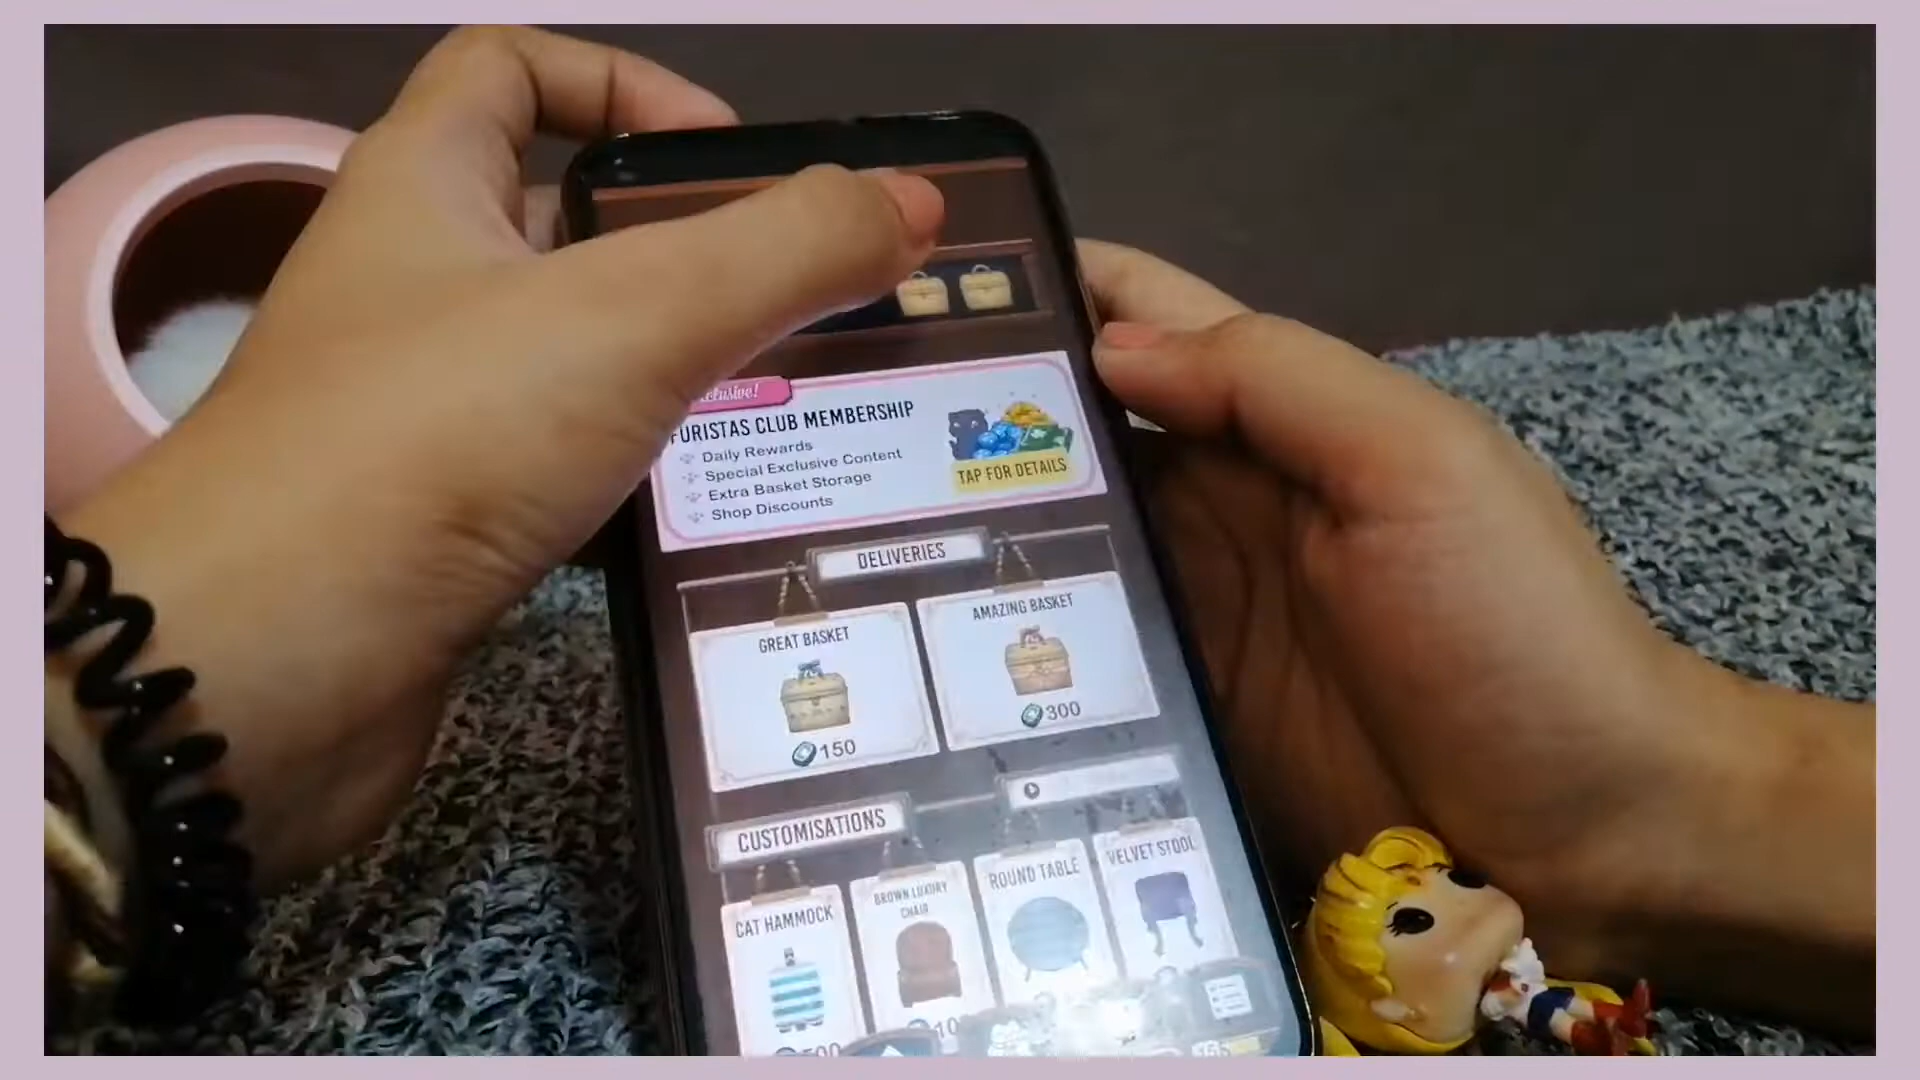 FURISTAS CLUB MEMBERSHIP
Daily Rewards
Special Exclusive Content
Extra Basket Storage
Shop Discounts
TAP FOR DETAILS
DELIVERIES
GREAT BASKET
150
AMAZING BASKET
300
CUSTOMISATIONS
CAT HAMMOCK
BROWN LUXURY
CHAIR
ROUND TABLE
VELVET STOOL